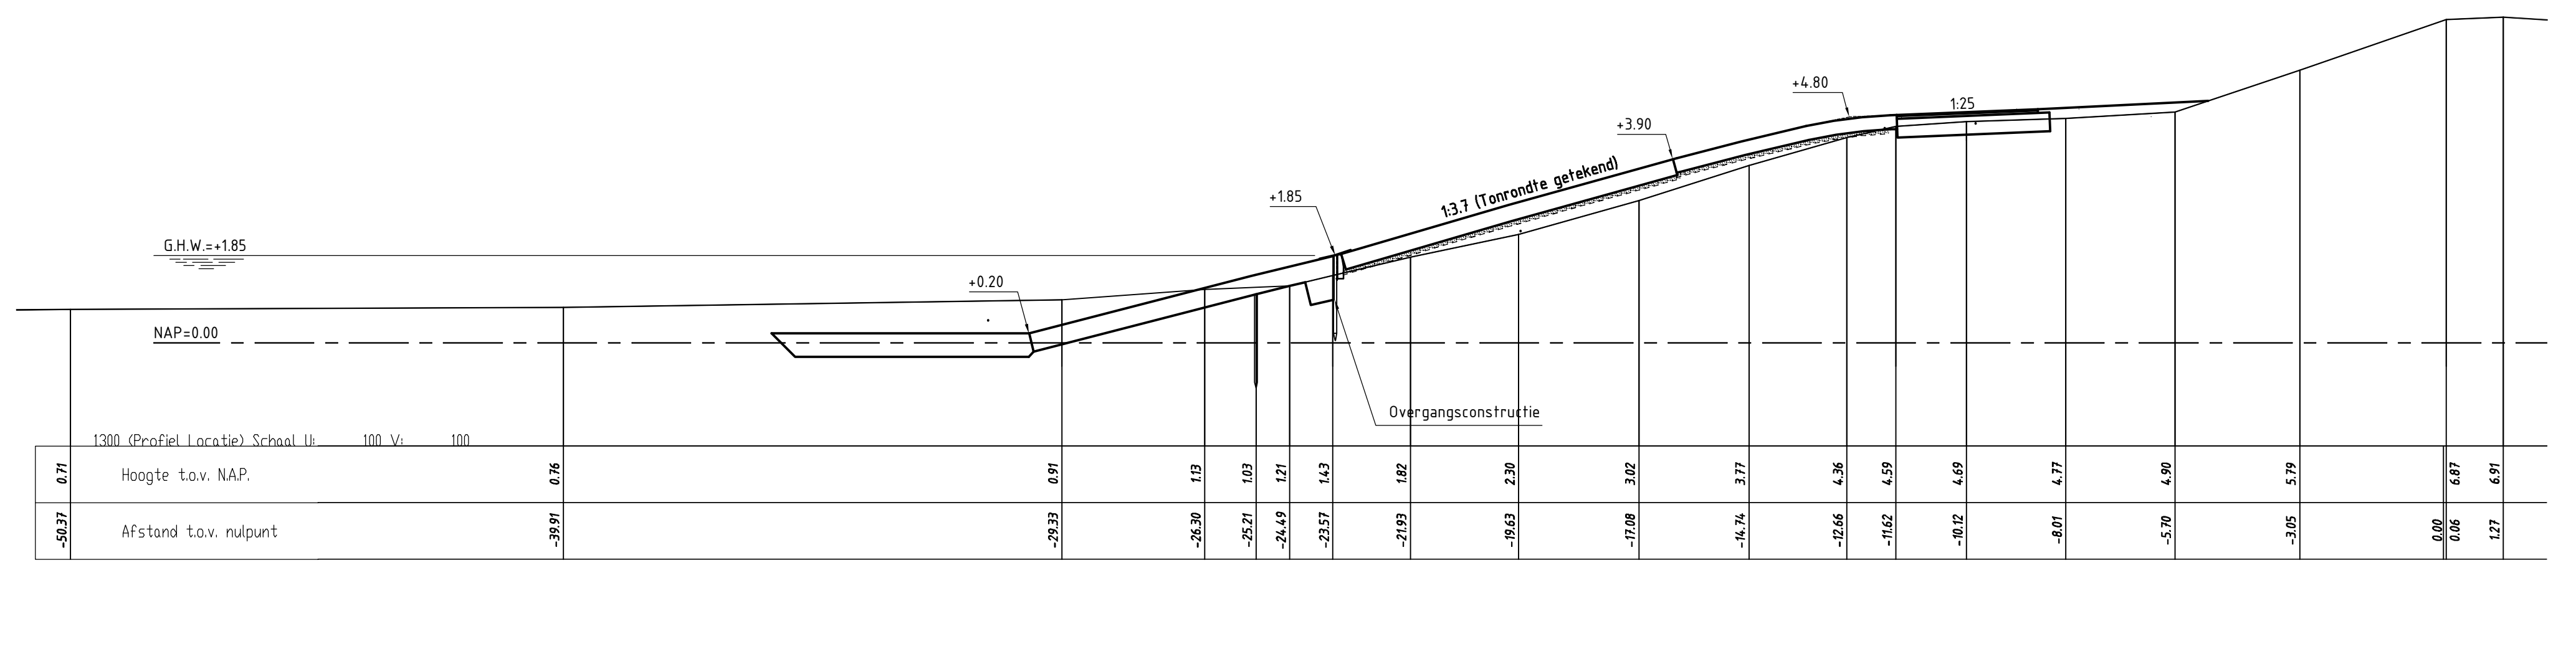 +4.80
1:25
+3.90
1:3.7 (Tonrondte getekend)
+1.85
G.H.W.=+1.85
+0.20
NAP=0.00
Overgangsconstructie
1300 (Profiel Locatie) Schaal U: 100 V: 100
0.71 Hoogte t.o.v. N.A.P. 0.76 0.91 1.13 1.03 1.21 1.43 1.82 2.30 3.02 3.77 4.36 4.59 4.69 4.77 4.90 5.79 6.87 6.91
-50.37 Afstand t.o.v. nulpunt -39.91 -29.33 -26.30 -25.21 -24.49 -23.57 -21.93 -19.63 -17.08 -14.74 -12.66 -11.62 -10.12 -8.01 -5.70 -3.05 0.00 0.06 1.27